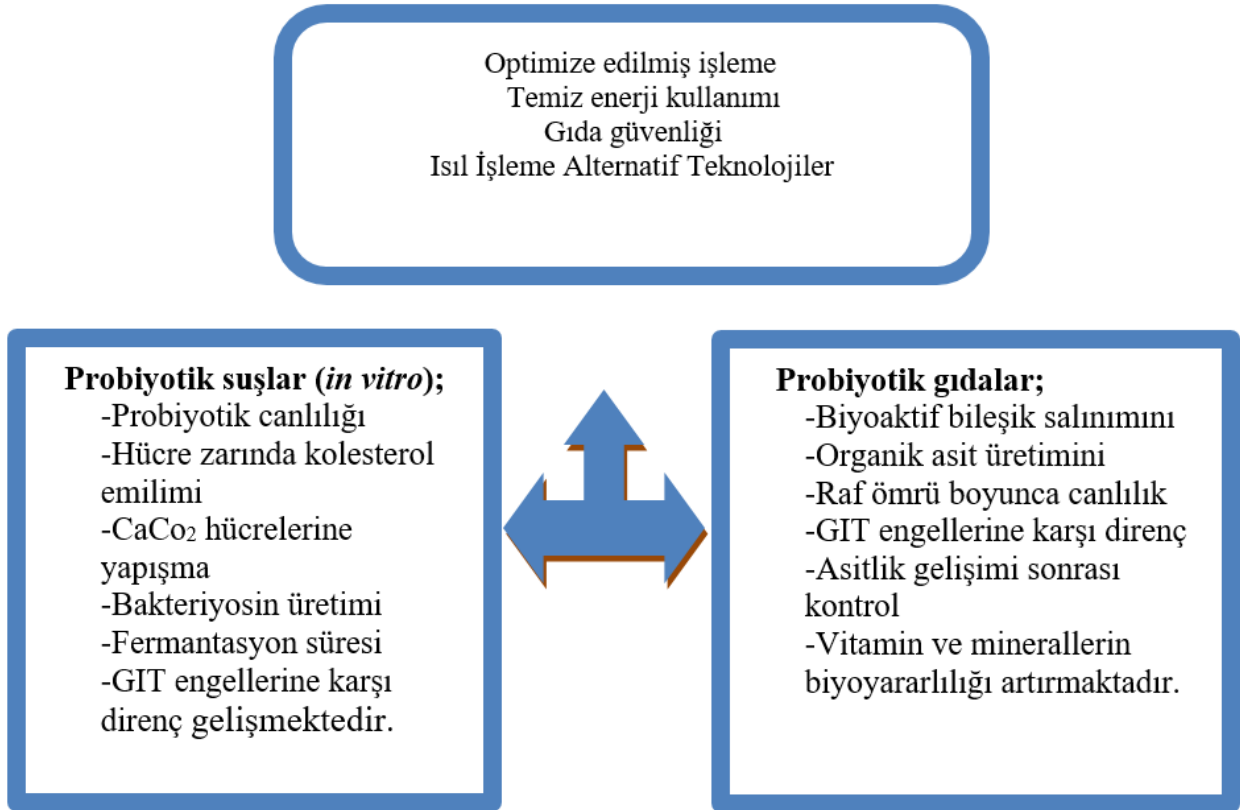 Optimize edilmiş işleme
Temiz enerji kullanımı
Gıda güvenliği
Isıl İşleme Alternatif Teknolojiler
Probiyotik suşlar (in vitro);
-Probiyotik canlılığı
-Hücre zarında kolesterol
emilimi
-CaCo₂ hücrelerine
yapışma
-Bakteriyosin üretimi
-Fermantasyon süresi
-GIT engellerine karşı
direnç gelişmektedir.
Probiyotik gıdalar;
-Biyoaktif bileşik salınımını
-Organik asit üretimini
-Raf ömrü boyunca canlılık
-GIT engellerine karşı direnç
-Asitlik gelişimi sonrası
kontrol
-Vitamin ve minerallerin
biyoyararlılığı artırmaktadır.